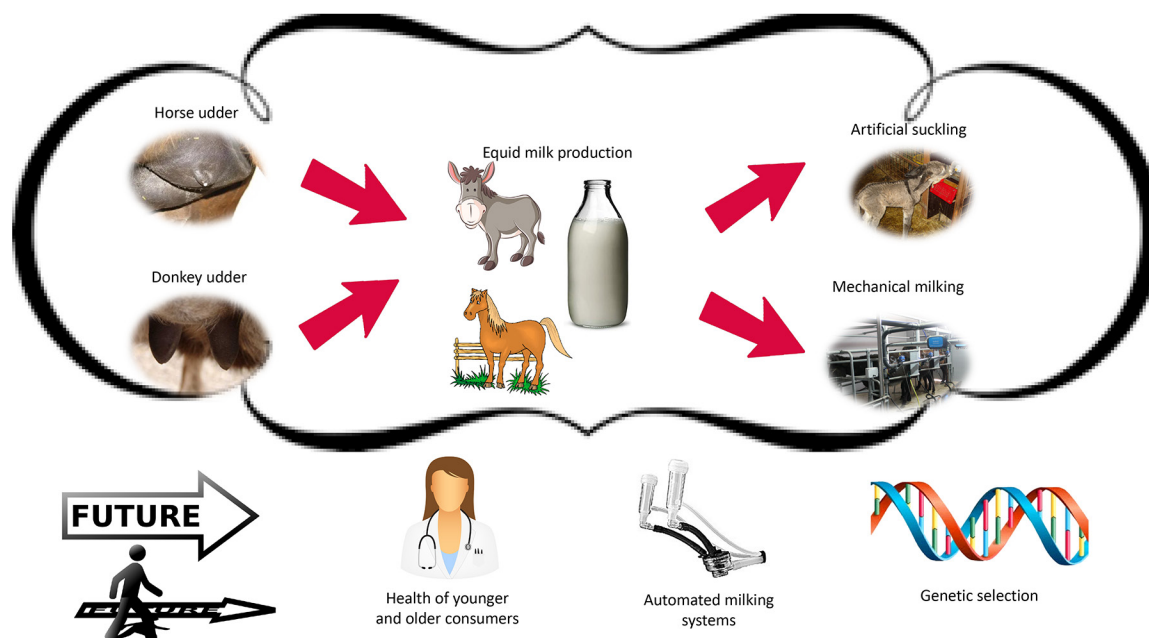 Horse udder
Artificial suckling
Equid milk production
Donkey udder
Mechanical milking
FUTURE
FUTURE
Health of younger
and older consumers
Automated milking
systems
Genetic selection